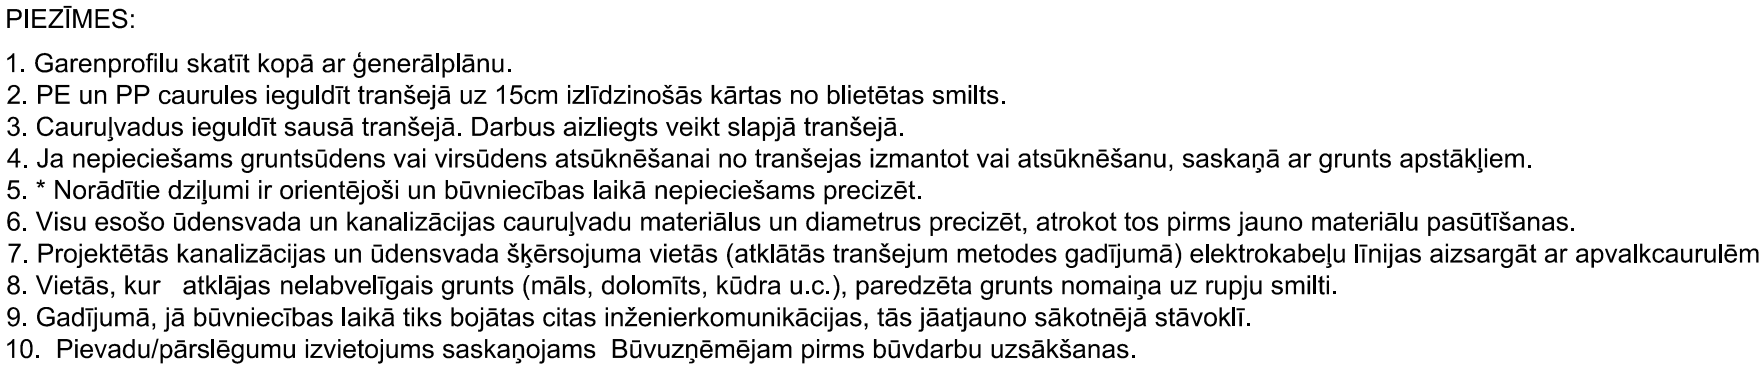 PIEZĪMES:
1. Garenprofilu skatīt kopā ar ģenerālplānu.
2. PE un PP caurules ieguldīt tranšejā uz 15cm izlīdzinošās kārtas no blietētas smilts.
3. Cauruļvadus ieguldīt sausā tranšejā. Darbus aizliegts veikt slapjā tranšejā.
4. Ja nepieciešams gruntsūdens vai virsūdens atsūknēšanai no tranšejas izmantot vai atsūknēšanu, saskaņā ar grunts apstākļiem.
5. * Norādītie dziļumi ir orientējoši un būvniecības laikā nepieciešams precizēt.
6. Visu esošo ūdensvada un kanalizācijas cauruļvadu materiālus un diametrus precizēt, atrokot tos pirms jauno materiālu pasūtīšanas.
7. Projektētās kanalizācijas un ūdensvada šķērsojuma vietās (atklātās tranšejum metodes gadījumā) elektrokabeļu līnijas aizsargāt ar apvalkcaurulēm
8. Vietās, kur atklājas nelabvelīgais grunts (māls, dolomīts, kūdra u.c.), paredzēta grunts nomaiņa uz rupju smilti.
9. Gadījumā, jā būvniecības laikā tiks bojātas citas inženierkomunikācijas, tās jāatjauno sākotnējā stāvoklī.
10. Pievadu/pārslēgumu izvietojums saskaņojams Būvuzņēmējam pirms būvdarbu uzsākšanas.